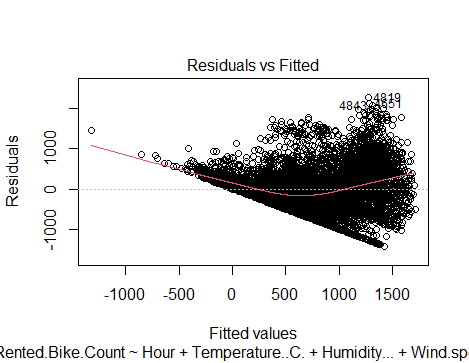 Residuals vs Fitted
4819
4843
4551
Residuals
1000
0
-1000
-1000 -500 0 500 1000 1500
Fitted values
Rented.Bike.Count ~ Hour + Temperature..C. + Humidity... + Wind.sp